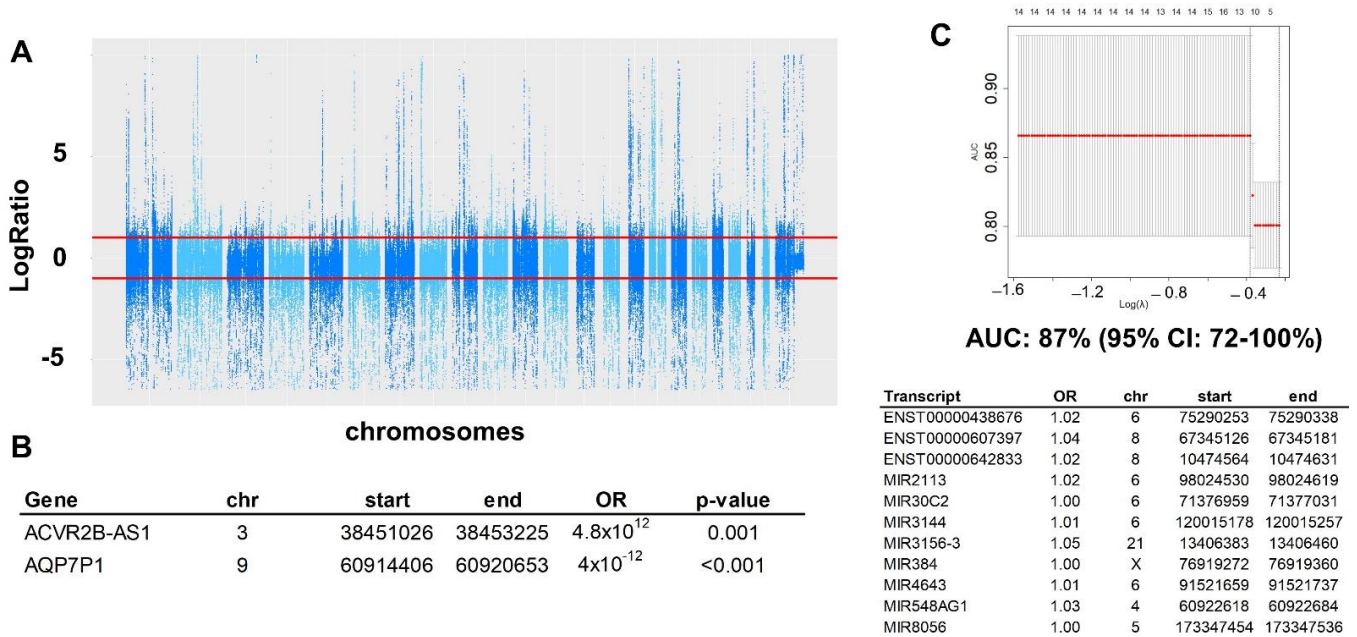 A
LogRatio
5
0
-5
chromosomes
B
Gene chr start end OR p-value
ACVR2B-AS1 3 38451026 38453225 4.8x10¹² 0.001
AQP7P1 9 60914406 60920653 4x10⁻¹² <0.001
C
14 14 14 14 14 14 14 14 14 13 14 14 15 16 13 10 5
AUC
0.90
0.85
0.80
−1.6 −1.2 −0.8 −0.4
Log(λ)
AUC: 87% (95% CI: 72-100%)
Transcript OR chr start end
ENST00000438676 1.02 6 75290253 75290338
ENST00000607397 1.04 8 67345126 67345181
ENST00000642833 1.02 8 10474564 10474631
MIR2113 1.02 6 98024530 98024619
MIR30C2 1.00 6 71376959 71377031
MIR3144 1.01 6 120015178 120015257
MIR3156-3 1.05 21 13406383 13406460
MIR384 1.00 X 76919272 76919360
MIR4643 1.01 6 91521659 91521737
MIR548AG1 1.03 4 60922618 60922684
MIR8056 1.00 5 173347454 173347536